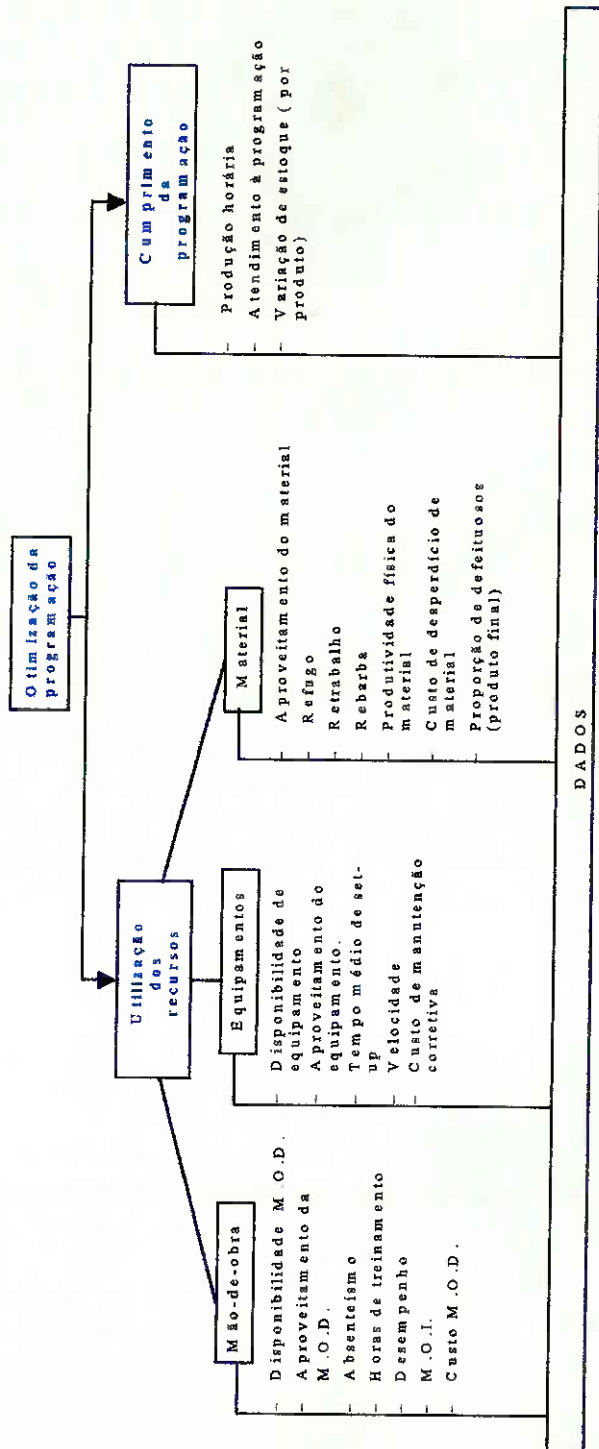 Otimização da
programação
Utilização
dos
recursos
Cumprimento
da
programação
Mão-de-obra
- Disponibilidade M.O.D.
- Aproveitamento da
M.O.D.
- Absenteísmo
- Horas de treinamento
- Desempenho
- M.O.I.
- Custo M.O.D.
Equipamentos
- Disponibilidade de
equipamento
- Aproveitamento do
equipamento.
- Tempo médio de set-
up
- Velocidade
- Custo de manutenção
corretiva
Material
- Aproveitamento do material
- Refugo
- Retrabalho
- Rebarba
- Produtividade física do
material
- Custo de desperdício de
material
- Proporção de defeituosos
(produto final)
- Produção horária
- Atendimento à programação
- Variação de estoque ( por
produto)
DADOS